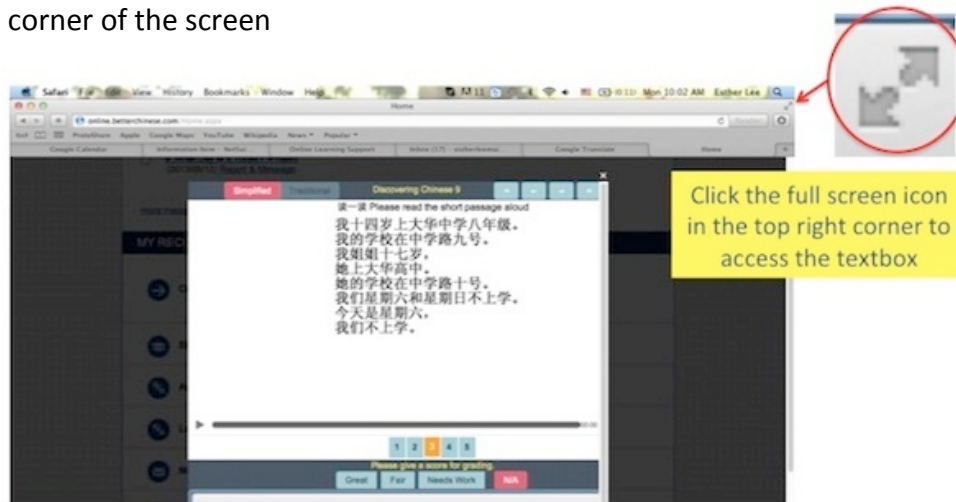 corner of the screen
Safari File Edit View History Bookmarks Window Help
Mon 10:02 AM Esther Lee
Home
online.betterchinese.com/home.aspx
Reader
ProtoShare Apple Google Maps YouTube Wikipedia News Popular
Google Calendar
Online Learning Support
Google Translate
Home
Click the full screen icon
in the top right corner to
access the textbox
Simplified Traditional Discovering Chinese 9
读一读 Please read the short passage aloud
MY REC
我十四岁上大华中学八年级。
我的学校在中学路九号。
我姐姐十七岁。
她上大华高中。
她的学校在中学路十号。
我们星期六和星期日不上学。
今天是星期六。
我们不上学。
1 2 3 4 5
Please give a score for grading.
Great Fair Needs Work N/A